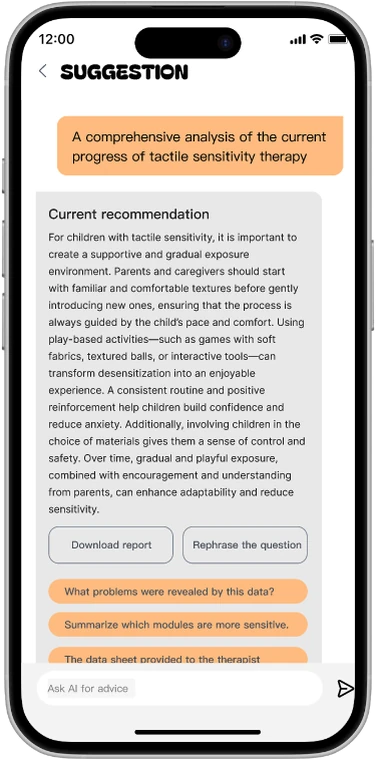 12:00
SUGGESTION
A comprehensive analysis of the current
progress of tactile sensitivity therapy
Current recommendation
For children with tactile sensitivity, it is important to
create a supportive and gradual exposure
environment. Parents and caregivers should start
with familiar and comfortable textures before gently
introducing new ones, ensuring that the process is
always guided by the child's pace and comfort. Using
play-based activities—such as games with soft
fabrics, textured balls, or interactive tools—can
transform desensitization into an enjoyable
experience. A consistent routine and positive
reinforcement help children build confidence and
reduce anxiety. Additionally, involving children in the
choice of materials gives them a sense of control and
safety. Over time, gradual and playful exposure,
combined with encouragement and understanding
from parents, can enhance adaptability and reduce
sensitivity.
Download report
Rephrase the question
What problems were revealed by this data?
Summarize which modules are more sensitive.
The data sheet provided to the therapist
Ask AI for advice